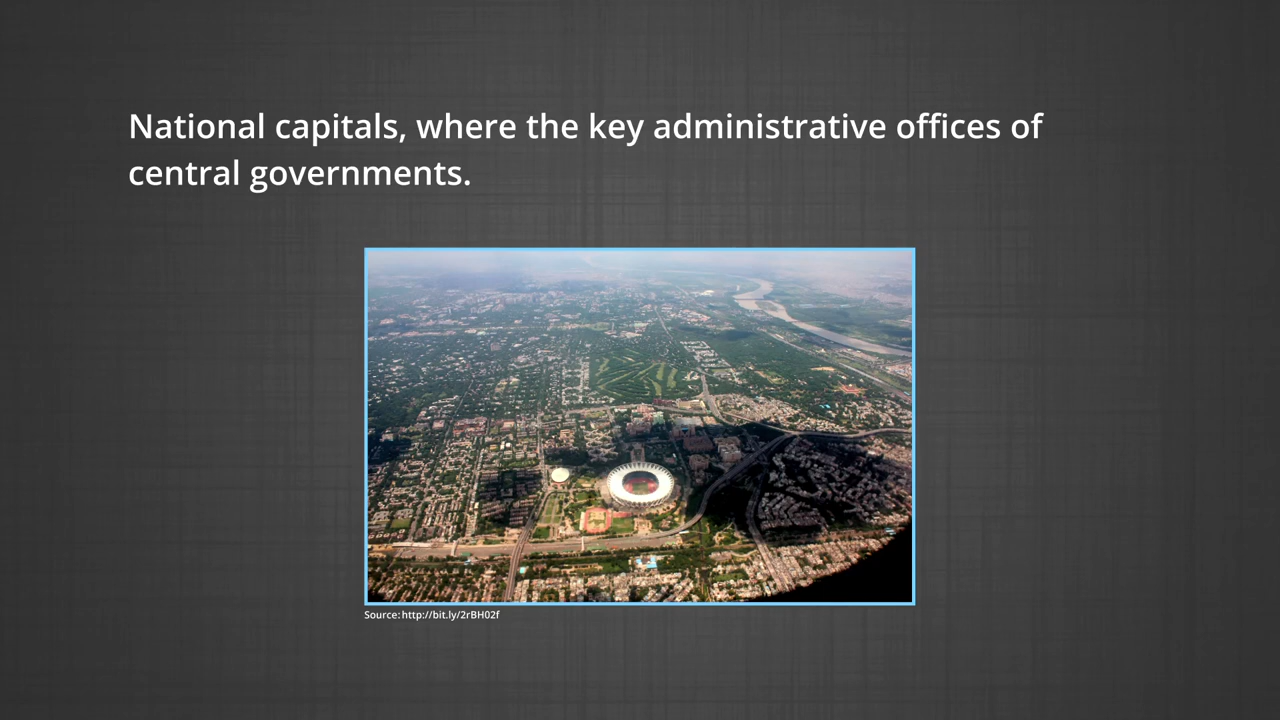 National capitals, where the key administrative offices of
central governments.
Source:http://bit.ly/2rBH02f